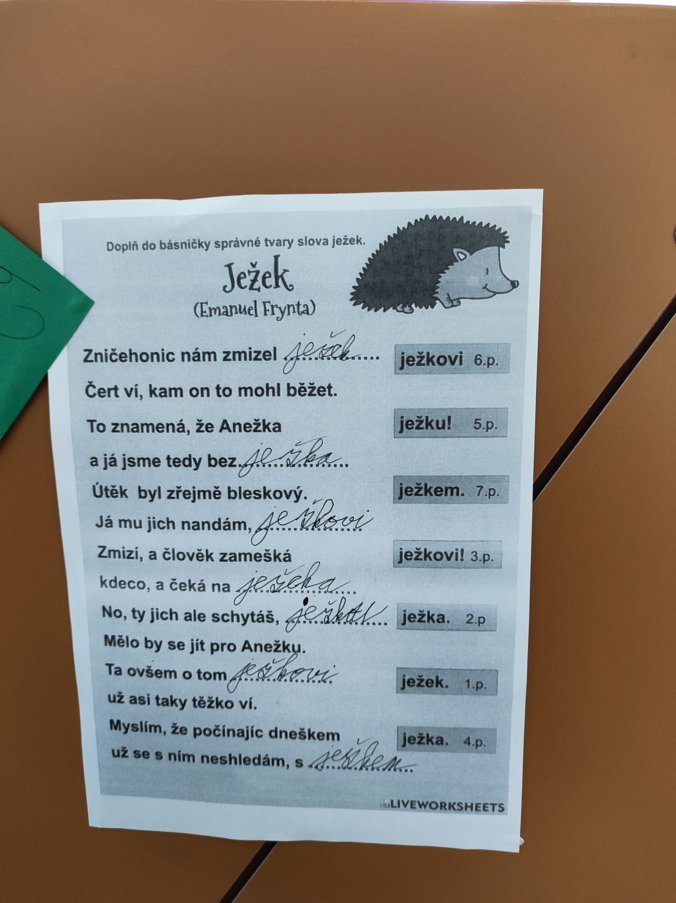 Doplň do básničky správné tvary slova ježek.
Ježek
(Emanuel Frynta)
Zničehonic nám zmizel ježek
ježkovi 6.p.
Čert ví, kam on to mohl běžet.
To znamená, že Anežka
ježku! 5.p.
a já jsme tedy bez ježka
Útěk byl zřejmě bleskový.
ježkem. 7.p.
Já mu jich nandám, ježkovi
Zmizí, a člověk zamešká
ježkovi! 3.p.
kdeco, a čeká na ježeka
No, ty jich ale schytáš,
ježka. 2.p
Mělo by se jít pro Anežku.
Ta ovšem o tom ježkovi
ježek. 1.p.
už asi taky těžko ví.
Myslím, že počínajíc dneškem
ježka. 4.p.
už se s ním neshledám, s ježkem
LIVEWORKSHEETS